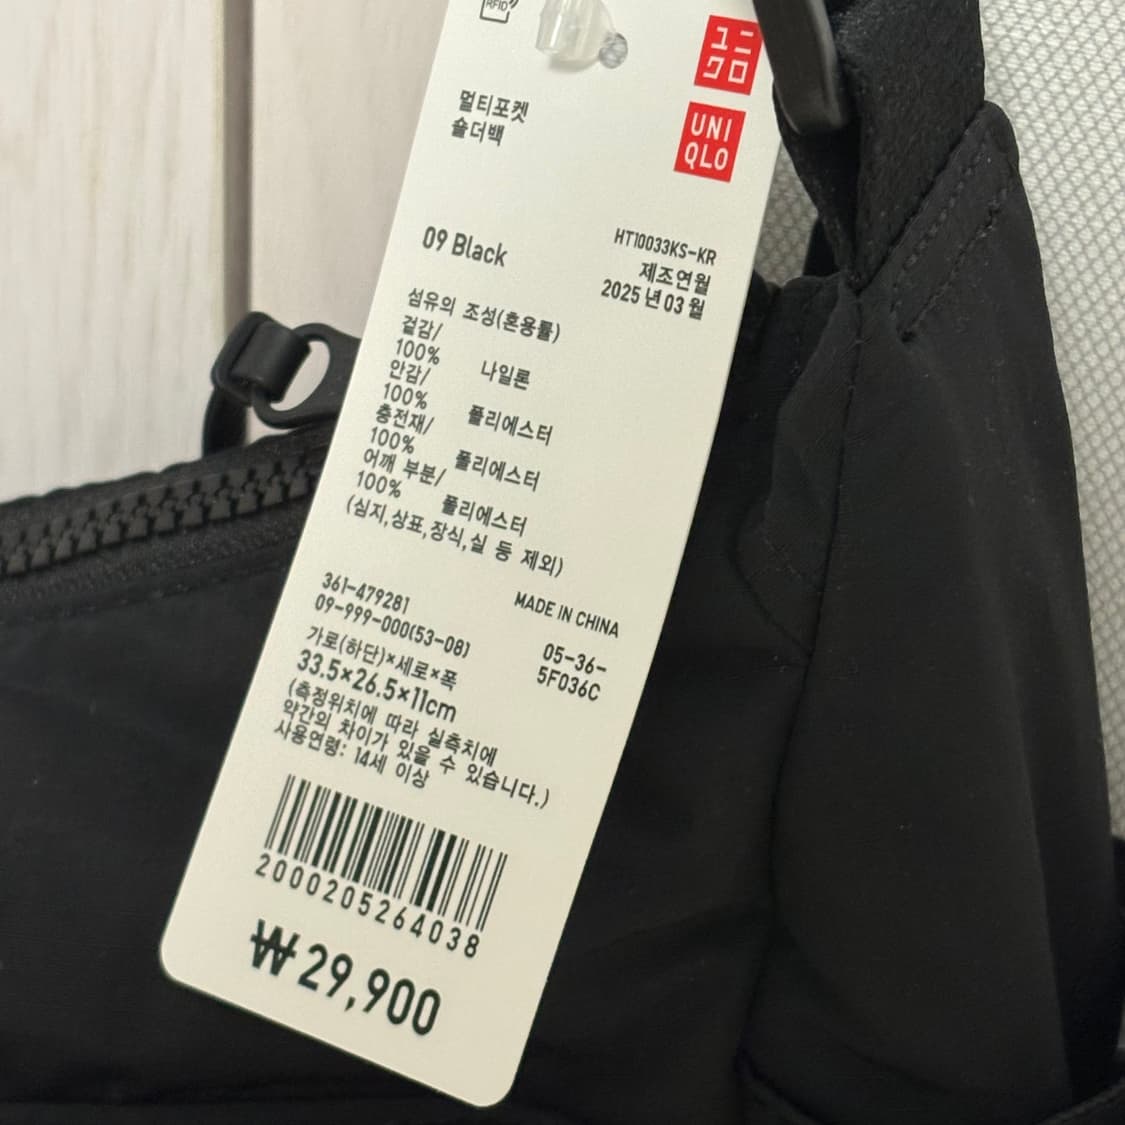 RFID
ユニ
クロ
UNI
QLO
멀티포켓
숄더백
09 Black
HT10033KS-KR
제조연월
2025 년 03 월
섬유의 조성(혼용률)
겉감/
100% 나일론
안감/
100% 폴리에스터
충전재/
100% 폴리에스터
어깨 부분/
100% 폴리에스터
(심지,상표,장식,실 등 제외)
361-479281
09-999-000(53-08)
MADE IN CHINA
05-36-
5F036C
가로(하단)×세로×폭
33.5×26.5×11cm
(측정위치에 따라 실측치에
약간의 차이가 있을 수 있습니다.)
사용연령: 14세 이상
2000205264038
₩29,900